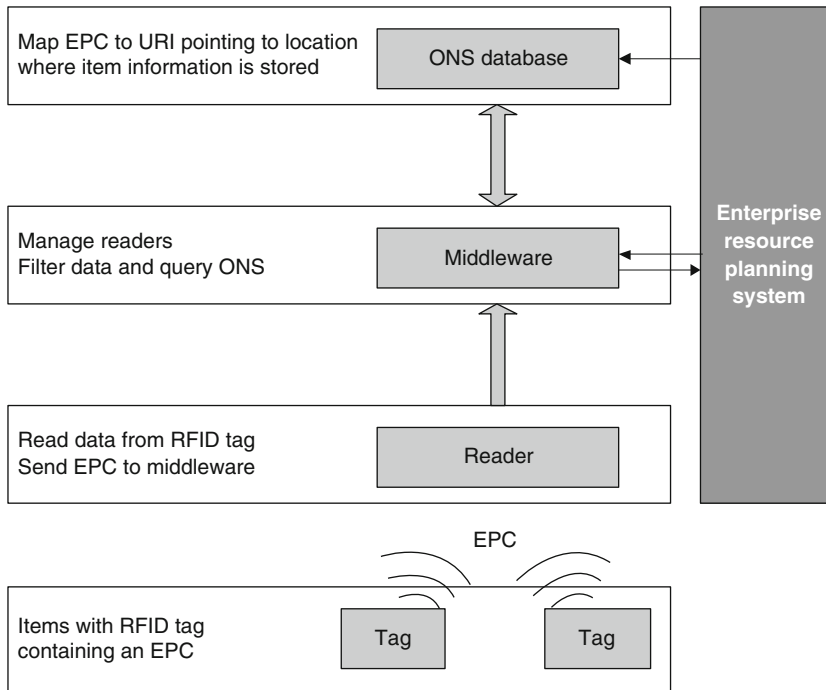 Map EPC to URI pointing to location
where item information is stored
ONS database
Manage readers
Filter data and query ONS
Middleware
Enterprise
resource
planning
system
Read data from RFID tag
Send EPC to middleware
Reader
EPC
Items with RFID tag
containing an EPC
Tag
Tag